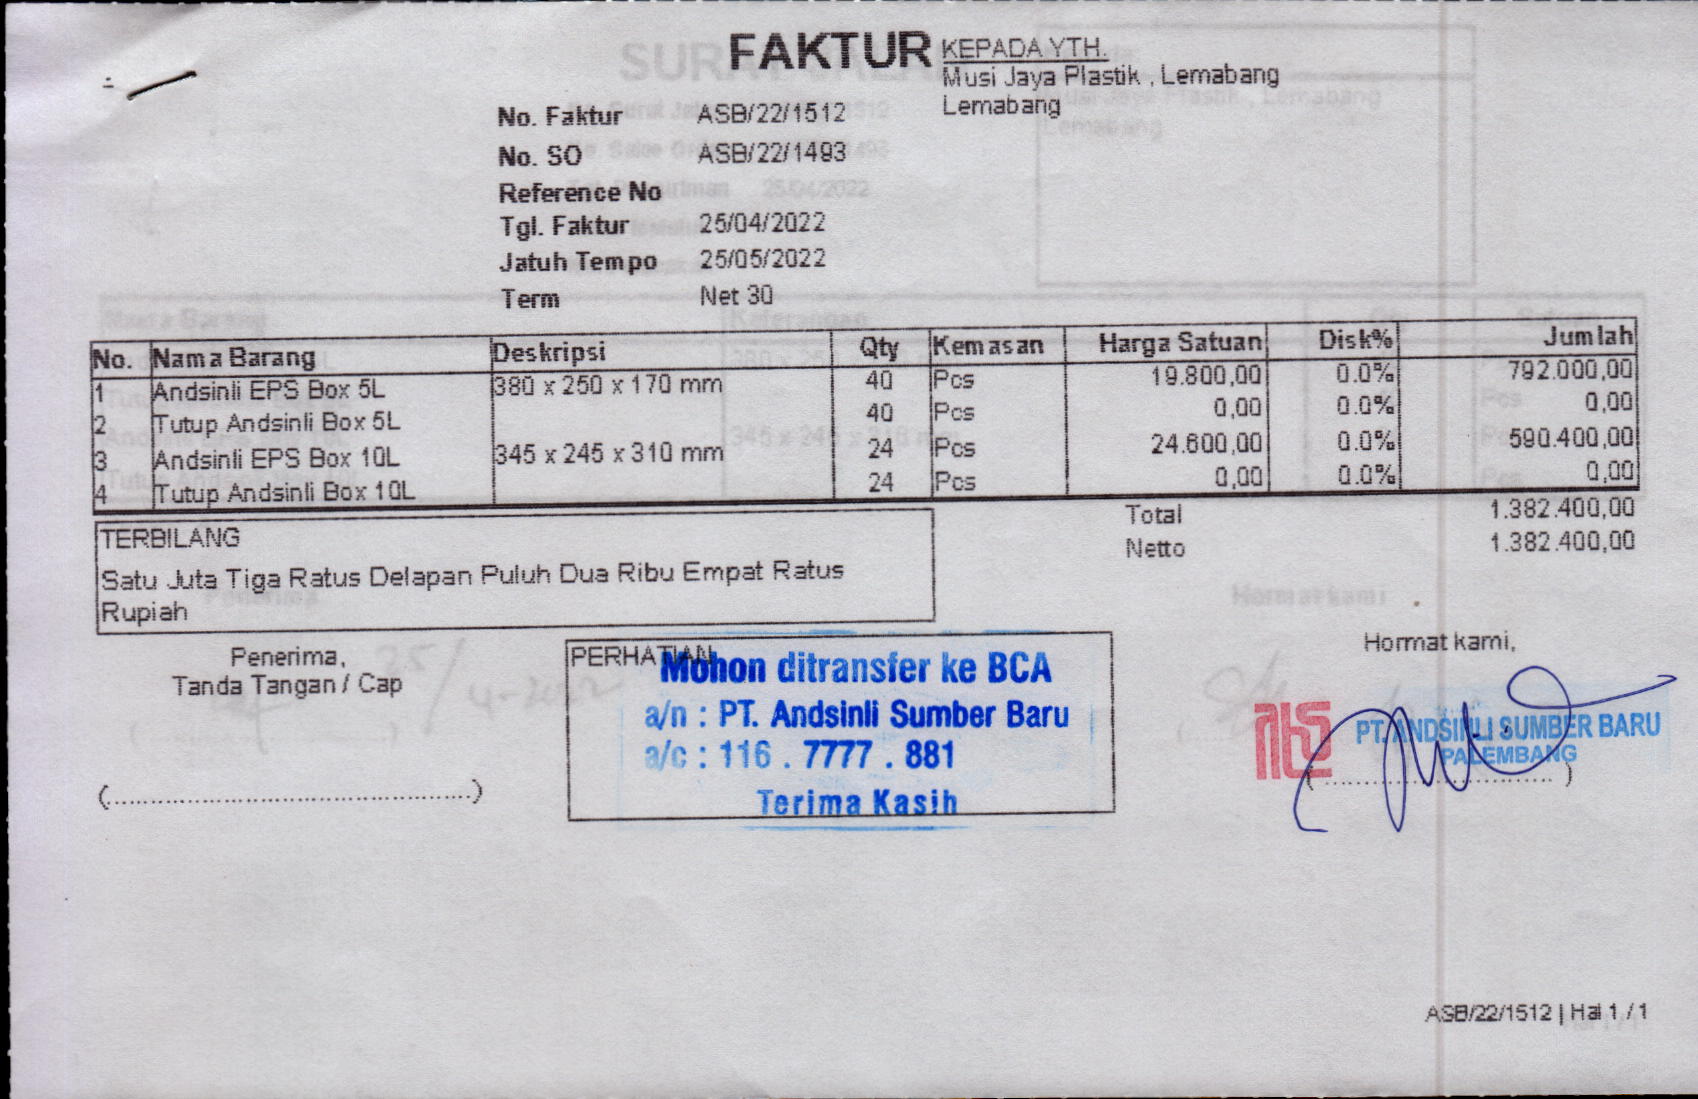 FAKTUR
KEPADA YTH.
Musi Jaya Plastik , Lemabang
Lemabang
No. Faktur ASB/22/1512
No. SO ASB/22/1493
Reference No
Tgl. Faktur 25/04/2022
Jatuh Tempo 25/05/2022
Term Net 30
No. Nama Barang Deskripsi Qty Kemasan Harga Satuan Disk% Jumlah
1 Andsinli EPS Box 5L 380 x 250 x 170 mm 40 Pcs 19.800,00 0.0% 792.000,00
2 Tutup Andsinli Box 5L 40 Pcs 0,00 0.0% 0,00
3 Andsinli EPS Box 10L 345 x 245 x 310 mm 24 Pcs 24.600,00 0.0% 590.400,00
4 Tutup Andsinli Box 10L 24 Pcs 0,00 0.0% 0,00
Total 1.382.400,00
Netto 1.382.400,00
TERBILANG
Satu Juta Tiga Ratus Delapan Puluh Dua Ribu Empat Ratus
Rupiah
Penerima,
Tanda Tangan / Cap
(..............................................)
PERHATIAN
Mohon ditransfer ke BCA
a/n : PT. Andsinli Sumber Baru
a/c : 116 . 7777 . 881
Terima Kasih
Hormat kami,
PT. ANDSINLI SUMBER BARU
PALEMBANG
ASB/22/1512 | Hal 1 / 1